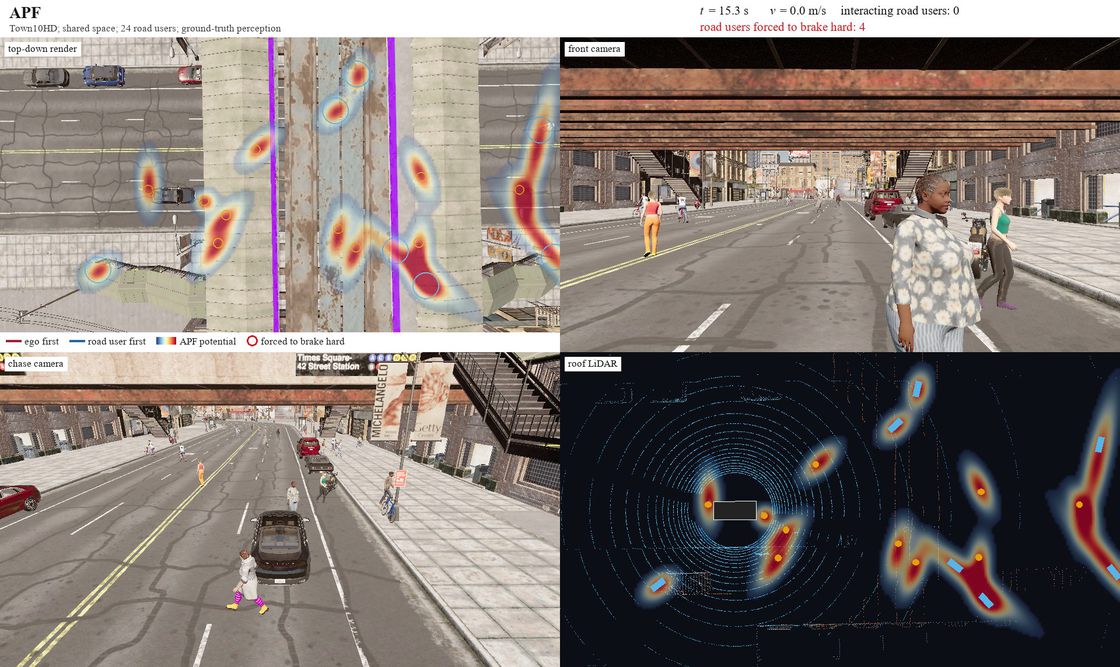 APF
Town10HD; shared space; 24 road users; ground-truth perception
t = 15.3 s v = 0.0 m/s interacting road users: 0
road users forced to brake hard: 4
top-down render
front camera
ego first road user first APF potential forced to brake hard
chase camera
Times Square-
42 Street Station
MICHELANGELO
Getty
roof LiDAR